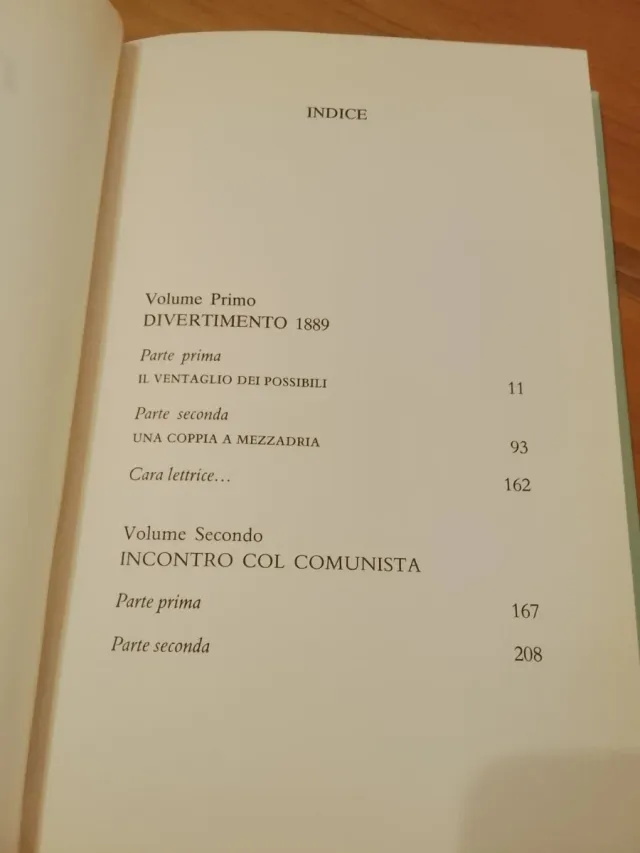 INDICE
Volume Primo
DIVERTIMENTO 1889
Parte prima
IL VENTAGLIO DEI POSSIBILI 11
Parte seconda
UNA COPPIA A MEZZADRIA 93
Cara lettrice... 162
Volume Secondo
INCONTRO COL COMUNISTA
Parte prima 167
Parte seconda 208